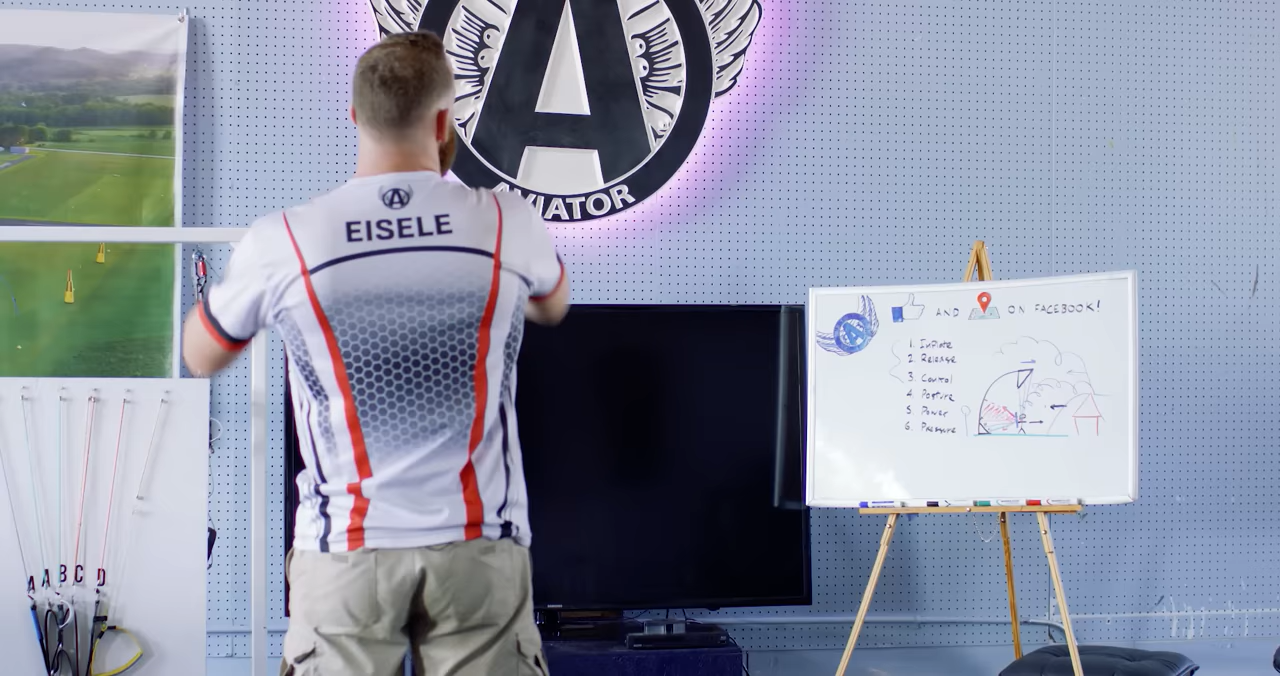 A
AVIATOR
EISELE
AND ON FACEBOOK!
1. Inflate
2. Release
3. Control
4. Posture
5. Power
6. Pressure
A A B C D